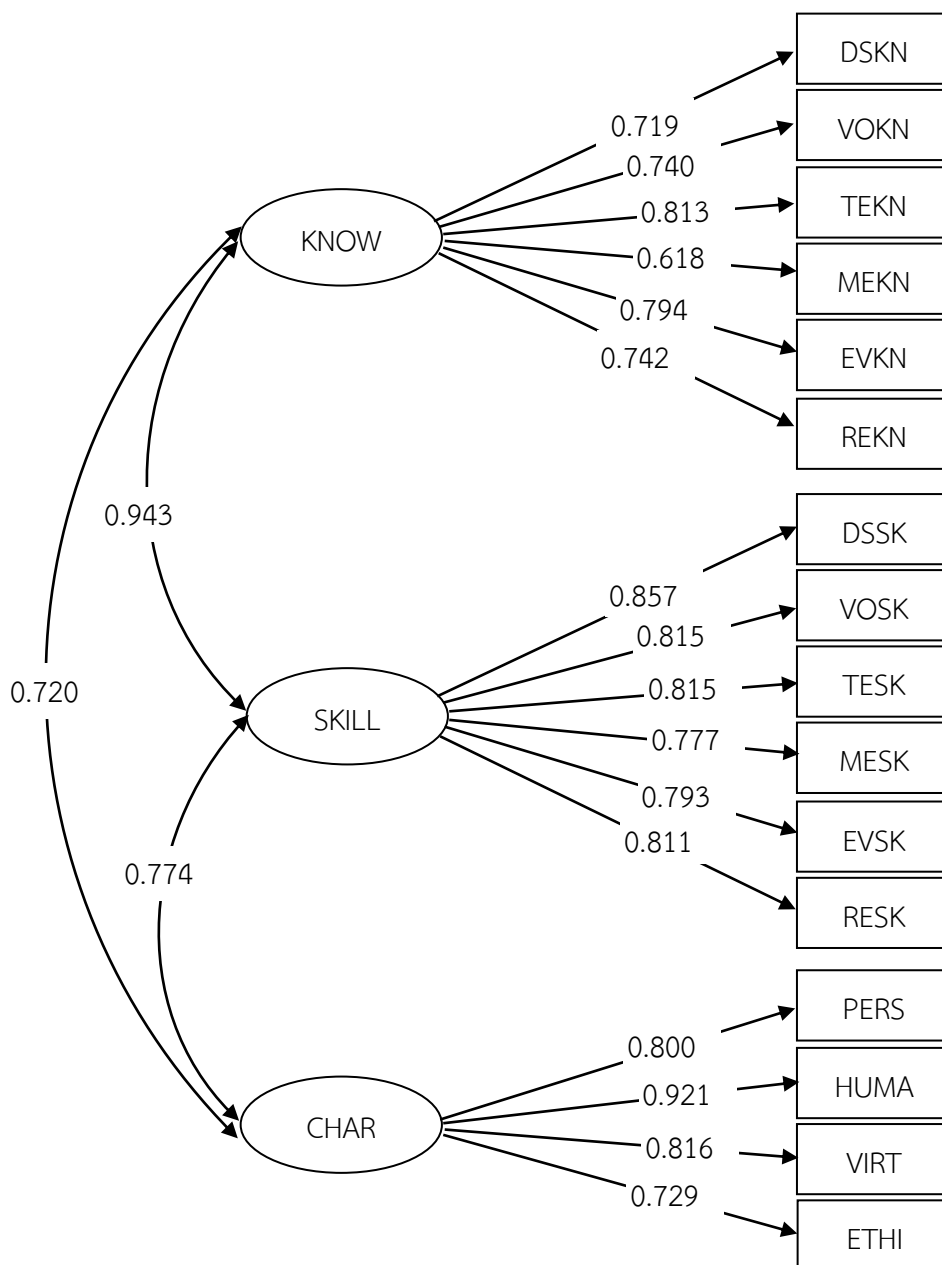 DSKN
0.719
VOKN
0.740
TEKN
0.813
KNOW
0.618
MEKN
0.794
EVKN
0.742
REKN
0.943
DSSK
0.857
VOSK
0.815
TESK
0.815
0.720
SKILL
0.777
MESK
0.793
EVSK
0.811
0.774
RESK
PERS
0.800
HUMA
0.921
CHAR
0.816
VIRT
0.729
ETHI